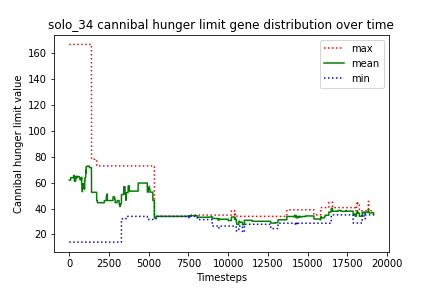 solo_34 cannibal hunger limit gene distribution over time
max
mean
min
Cannibal hunger limit value
160
140
120
100
80
60
40
20
0
2500
5000
7500
10000
12500
15000
17500
20000
Timesteps